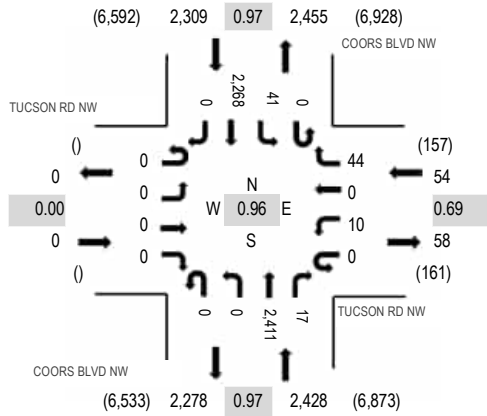 (6,592) 2,309 0.97 2,455 (6,928)
COORS BLVD NW
TUCSON RD NW
0 2,268 41 0
() 0 44 (157)
0 54
0 0
N
0.00 W 0.96 E 0.69
0 10
S
0 0 0 58
() (161)
0 0 2,411 17
TUCSON RD NW
COORS BLVD NW
(6,533) 2,278 0.97 2,428 (6,873)